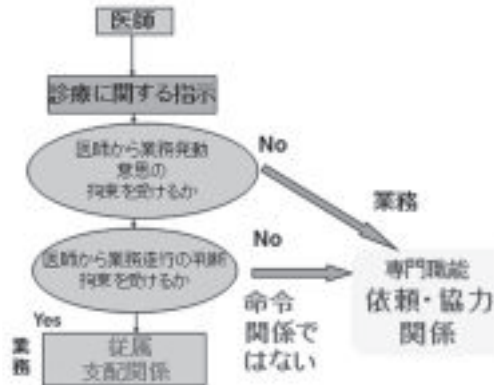 医師
診療に関する指示
医師から業務発動
意思の
拘束を受けるか
No
業務
医師から業務遂行の判断
拘束を受けるか
No
専門職能
依頼・協力
関係
命令
関係で
はない
Yes
業務
従属
支配関係